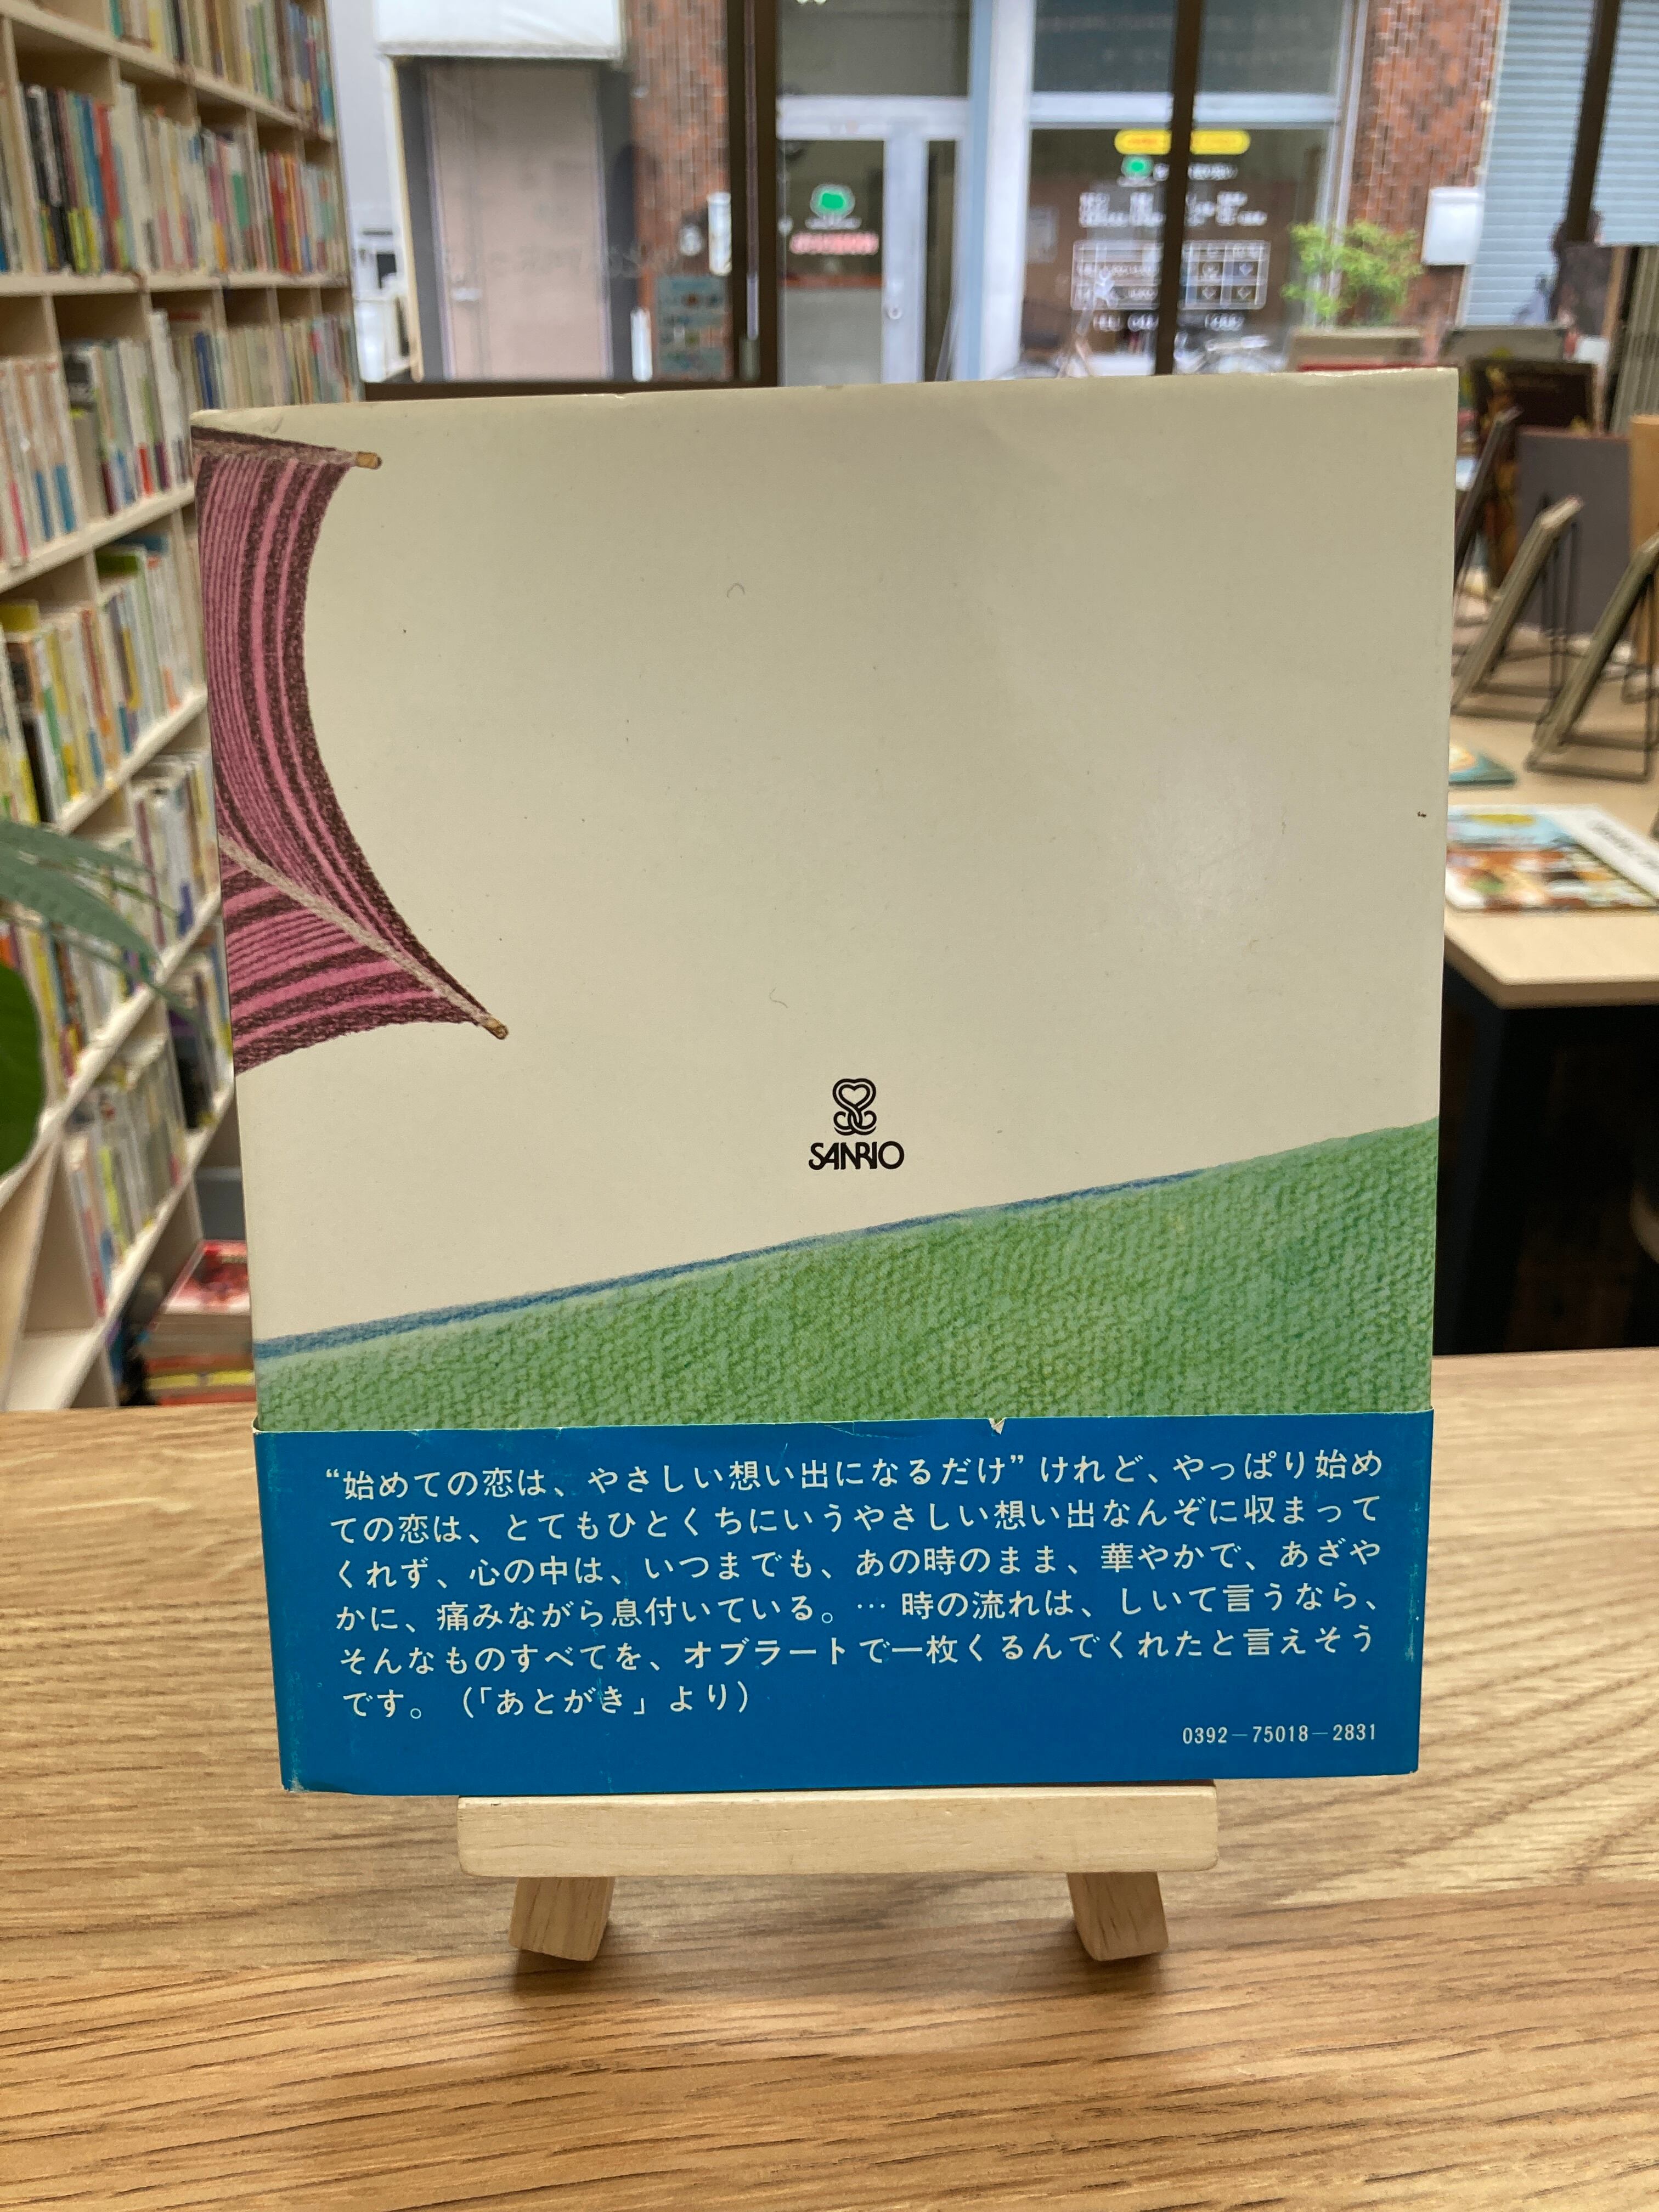 SANRIO
“始めての恋は、やさしい想い出になるだけ”けれど、やっぱり始め
ての恋は、とてもひとくちにいうやさしい想い出なんぞに収まって
くれず、心の中は、いつまでも、あの時のまま、華やかで、あざや
かに、痛みながら息付いている。… 時の流れは、しいて言うなら、
そんなものすべてを、オブラートで一枚くるんでくれたと言えそう
です。（「あとがき」より）
0392－75018－2831